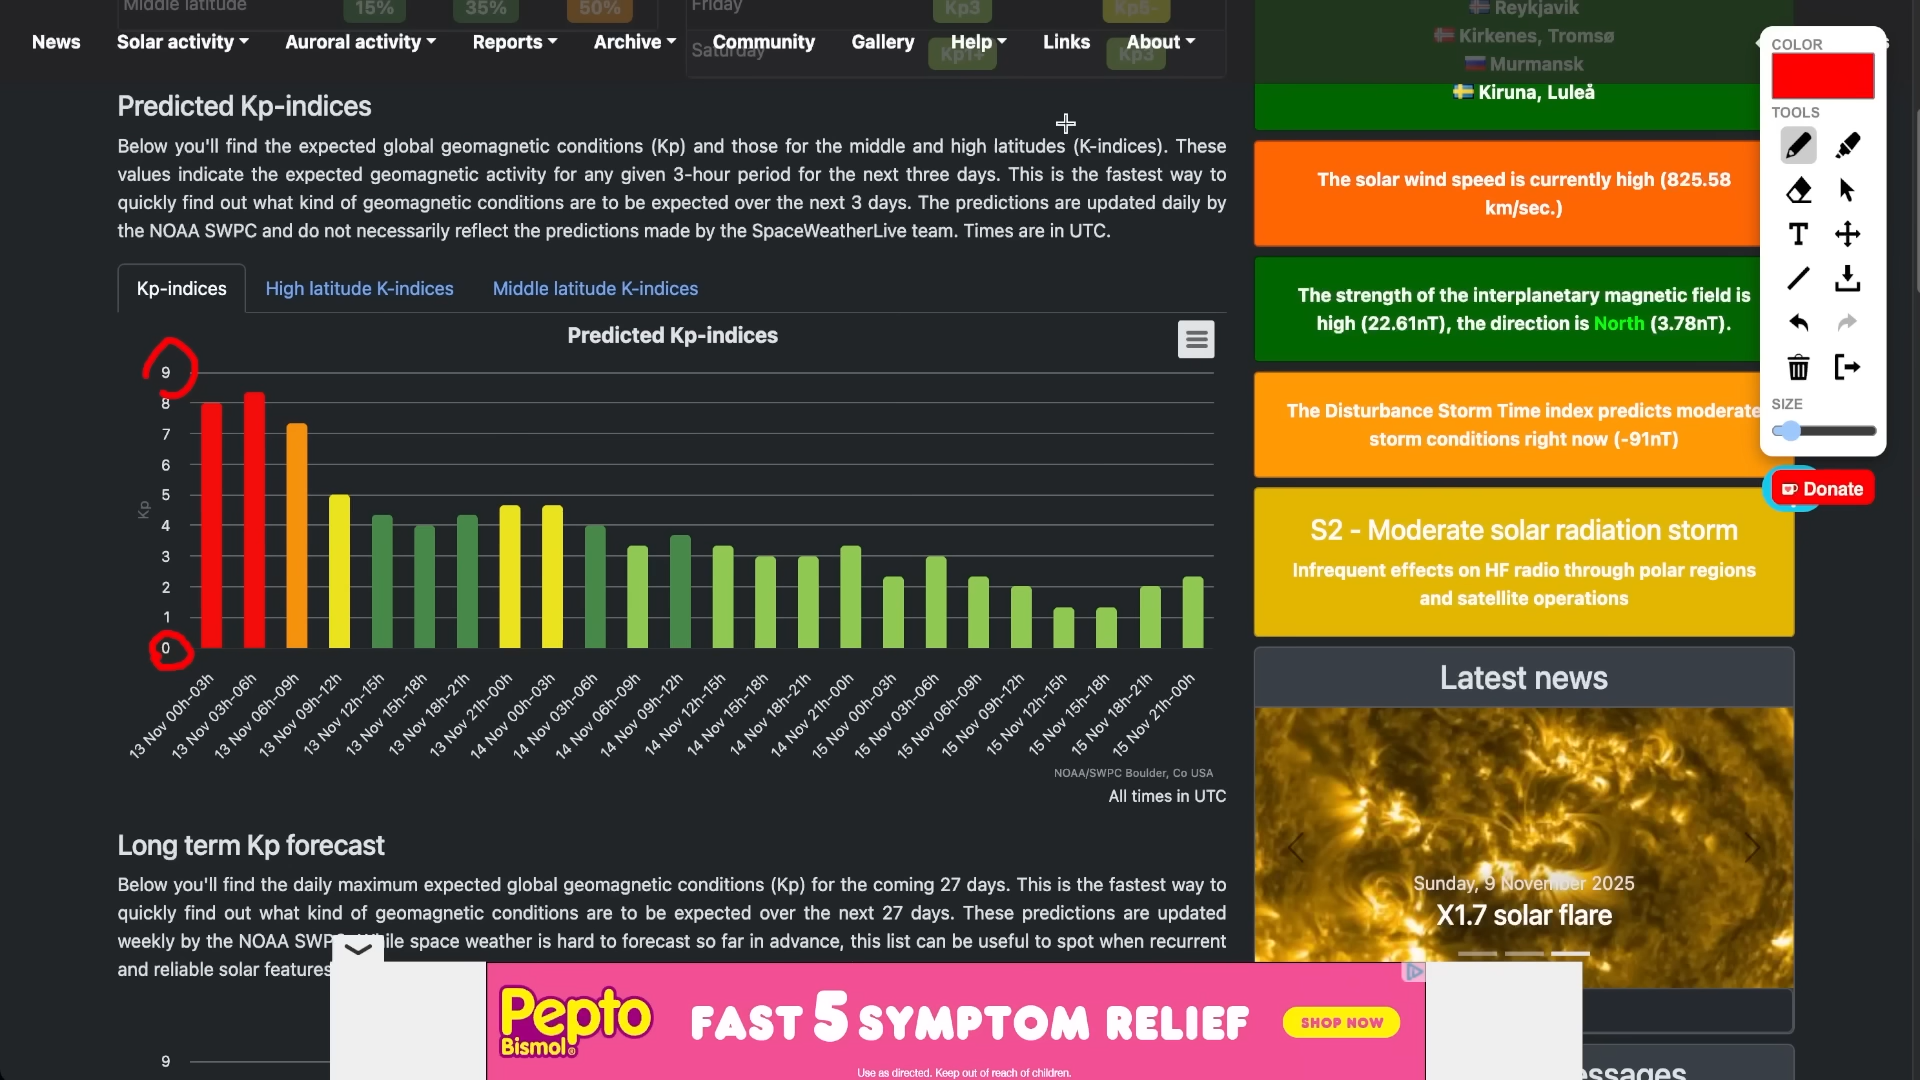 Middle latitude 15% 35% 50%
Friday Kp3 Kp5-
Saturday Kp1+ Kp3
News Solar activity Auroral activity Reports Archive Community Gallery Help Links About
Predicted Kp-indices
Below you'll find the expected global geomagnetic conditions (Kp) and those for the middle and high latitudes (K-indices). These
values indicate the expected geomagnetic activity for any given 3-hour period for the next three days. This is the fastest way to
quickly find out what kind of geomagnetic conditions are to be expected over the next 3 days. The predictions are updated daily by
the NOAA SWPC and do not necessarily reflect the predictions made by the SpaceWeatherLive team. Times are in UTC.
Kp-indices High latitude K-indices Middle latitude K-indices
Predicted Kp-indices
Kp
9
8
7
6
5
4
3
2
1
0
13 Nov 00h-03h
13 Nov 03h-06h
13 Nov 06h-09h
13 Nov 09h-12h
13 Nov 12h-15h
13 Nov 15h-18h
13 Nov 18h-21h
13 Nov 21h-00h
14 Nov 00h-03h
14 Nov 03h-06h
14 Nov 06h-09h
14 Nov 09h-12h
14 Nov 12h-15h
14 Nov 15h-18h
14 Nov 18h-21h
14 Nov 21h-00h
15 Nov 00h-03h
15 Nov 03h-06h
15 Nov 06h-09h
15 Nov 09h-12h
15 Nov 12h-15h
15 Nov 15h-18h
15 Nov 18h-21h
15 Nov 21h-00h
NOAA/SWPC Boulder, Co USA
All times in UTC
Long term Kp forecast
Below you'll find the daily maximum expected global geomagnetic conditions (Kp) for the coming 27 days. This is the fastest way to
quickly find out what kind of geomagnetic conditions are to be expected over the next 27 days. These predictions are updated
weekly by the NOAA SWPC. While space weather is hard to forecast so far in advance, this list can be useful to spot when recurrent
and reliable solar features
9
Reykjavik
Kirkenes, Tromsø
Murmansk
Kiruna, Luleå
The solar wind speed is currently high (825.58
km/sec.)
The strength of the interplanetary magnetic field is
high (22.61nT), the direction is North (3.78nT).
The Disturbance Storm Time index predicts moderate
storm conditions right now (-91nT)
S2 - Moderate solar radiation storm
Infrequent effects on HF radio through polar regions
and satellite operations
Latest news
Sunday, 9 November 2025
X1.7 solar flare
COLOR
TOOLS
T
SIZE
Donate
Pepto
Bismol®
FAST 5 SYMPTOM RELIEF
SHOP NOW
Use as directed. Keep out of reach of children.